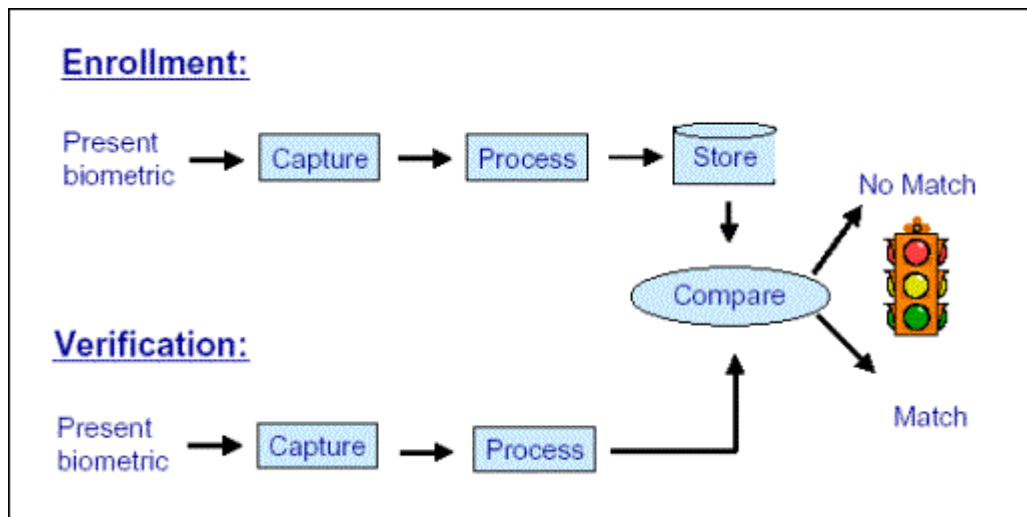 Enrollment:
Present
biometric
Capture
Process
Store
No Match
Compare
Verification:
Present
biometric
Capture
Process
Match